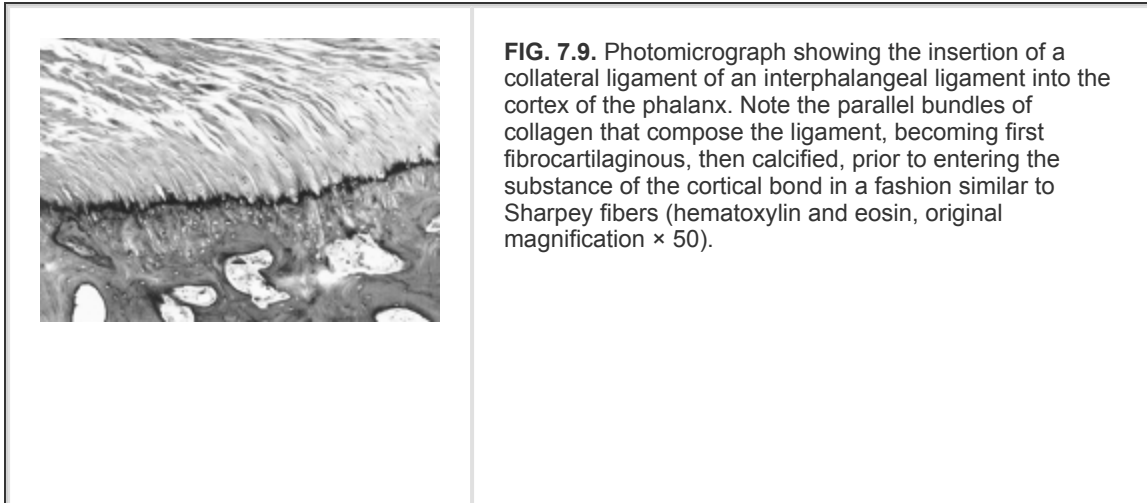 FIG. 7.9. Photomicrograph showing the insertion of a
collateral ligament of an interphalangeal ligament into the
cortex of the phalanx. Note the parallel bundles of
collagen that compose the ligament, becoming first
fibrocartilaginous, then calcified, prior to entering the
substance of the cortical bond in a fashion similar to
Sharpey fibers (hematoxylin and eosin, original
magnification × 50).